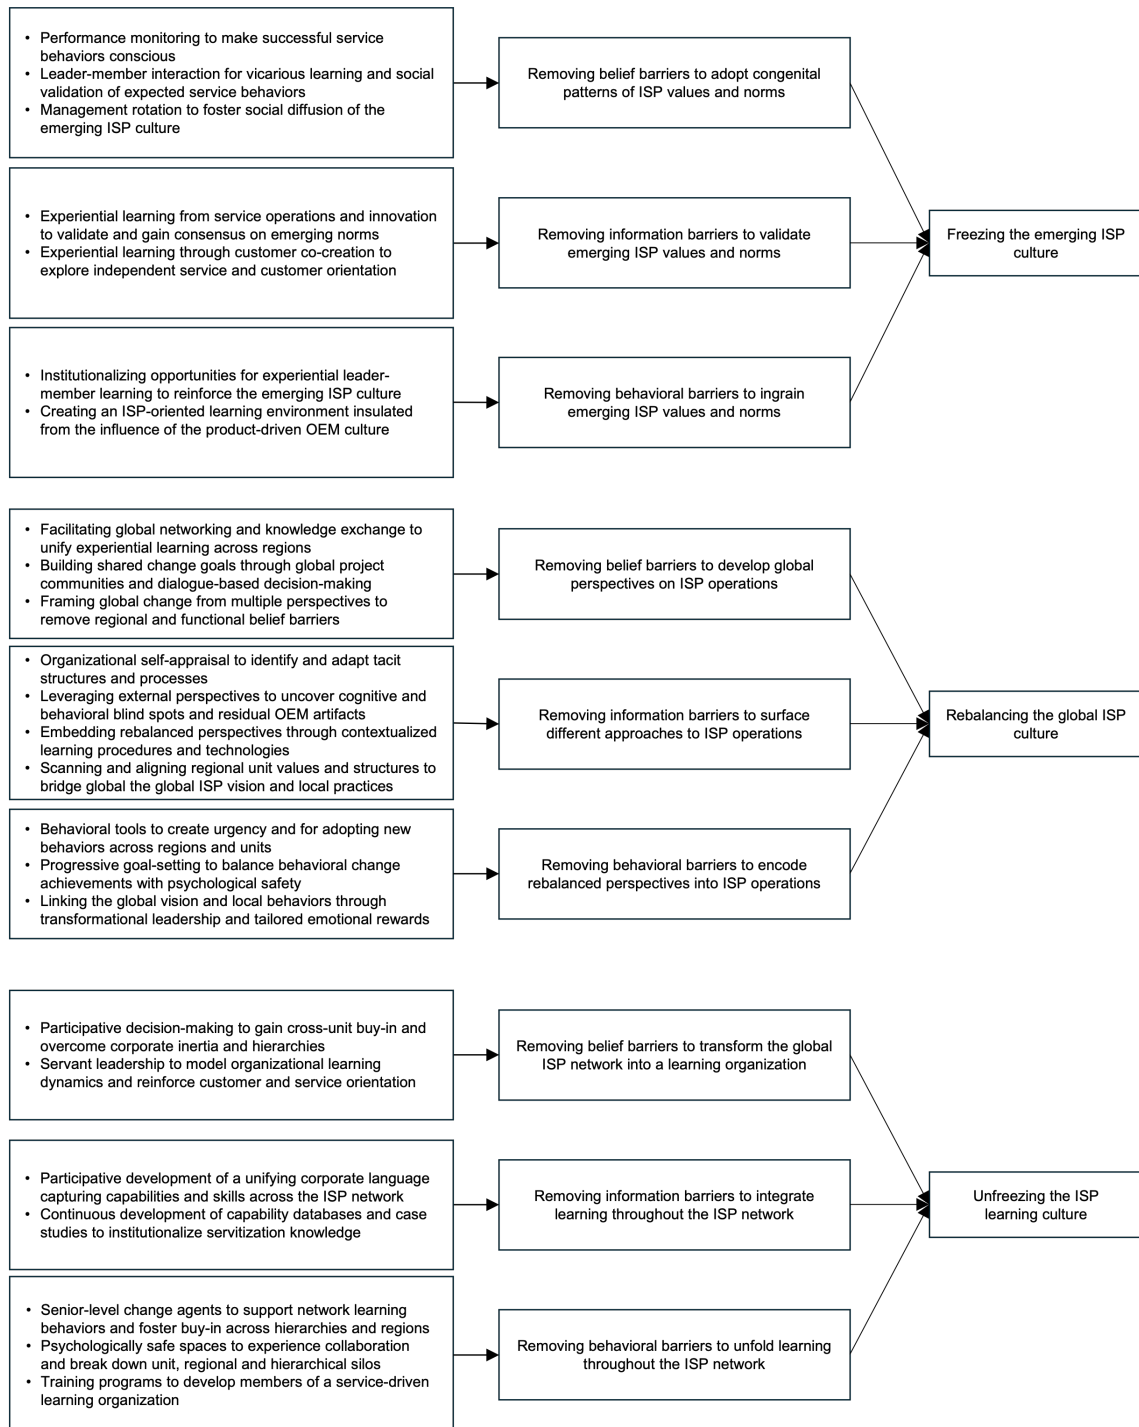 • Performance monitoring to make successful service
behaviors conscious
• Leader-member interaction for vicarious learning and social
validation of expected service behaviors
• Management rotation to foster social diffusion of the
emerging ISP culture
Removing belief barriers to adopt congenital
patterns of ISP values and norms
• Experiential learning from service operations and innovation
to validate and gain consensus on emerging norms
• Experiential learning through customer co-creation to
explore independent service and customer orientation
Removing information barriers to validate
emerging ISP values and norms
Freezing the emerging ISP
culture
• Institutionalizing opportunities for experiential leader-
member learning to reinforce the emerging ISP culture
• Creating an ISP-oriented learning environment insulated
from the influence of the product-driven OEM culture
Removing behavioral barriers to ingrain
emerging ISP values and norms
• Facilitating global networking and knowledge exchange to
unify experiential learning across regions
• Building shared change goals through global project
communities and dialogue-based decision-making
• Framing global change from multiple perspectives to
remove regional and functional belief barriers
Removing belief barriers to develop global
perspectives on ISP operations
• Organizational self-appraisal to identify and adapt tacit
structures and processes
• Leveraging external perspectives to uncover cognitive and
behavioral blind spots and residual OEM artifacts
• Embedding rebalanced perspectives through contextualized
learning procedures and technologies
• Scanning and aligning regional unit values and structures to
bridge global the global ISP vision and local practices
Removing information barriers to surface
different approaches to ISP operations
Rebalancing the global ISP
culture
• Behavioral tools to create urgency and for adopting new
behaviors across regions and units
• Progressive goal-setting to balance behavioral change
achievements with psychological safety
• Linking the global vision and local behaviors through
transformational leadership and tailored emotional rewards
Removing behavioral barriers to encode
rebalanced perspectives into ISP operations
• Participative decision-making to gain cross-unit buy-in and
overcome corporate inertia and hierarchies
• Servant leadership to model organizational learning
dynamics and reinforce customer and service orientation
Removing belief barriers to transform the global
ISP network into a learning organization
• Participative development of a unifying corporate language
capturing capabilities and skills across the ISP network
• Continuous development of capability databases and case
studies to institutionalize servitization knowledge
Removing information barriers to integrate
learning throughout the ISP network
Unfreezing the ISP
learning culture
• Senior-level change agents to support network learning
behaviors and foster buy-in across hierarchies and regions
• Psychologically safe spaces to experience collaboration
and break down unit, regional and hierarchical silos
• Training programs to develop members of a service-driven
learning organization
Removing behavioral barriers to unfold learning
throughout the ISP network